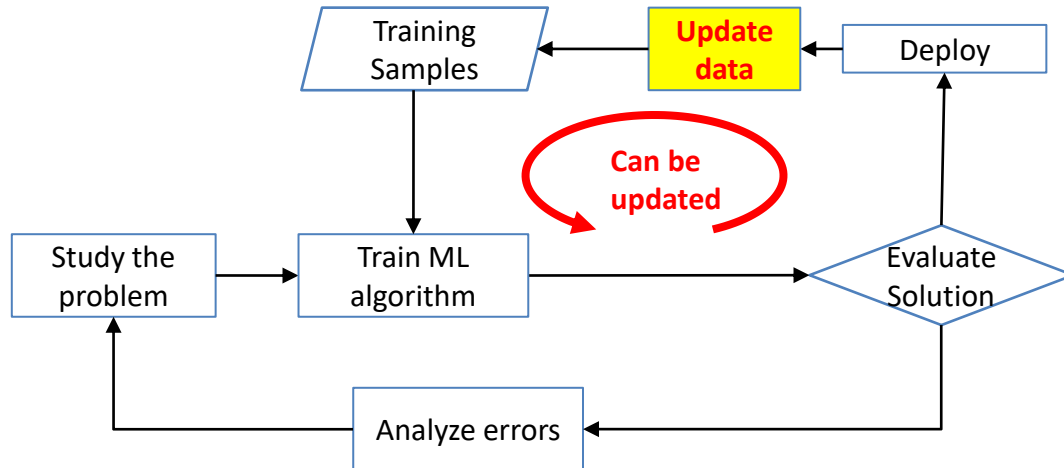 Training
Samples
Update
data
Deploy
Can be
updated
Study the
problem
Train ML
algorithm
Evaluate
Solution
Analyze errors